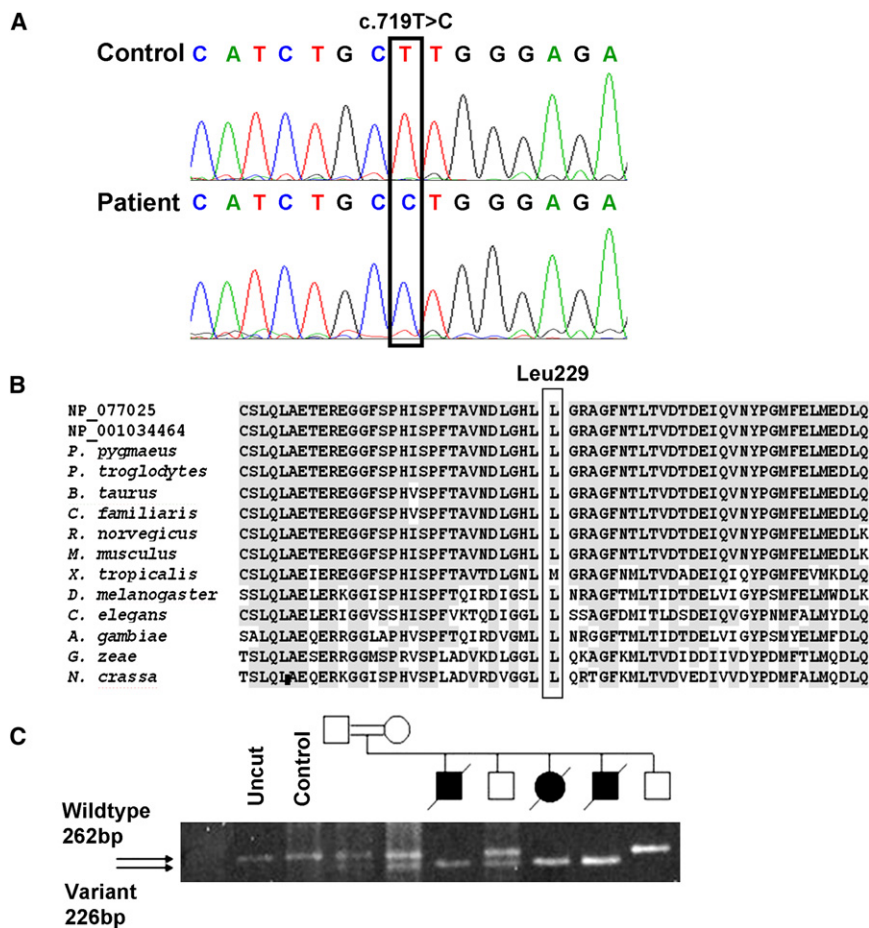 A
c.719T>C
Control C A T C T G C T T G G G A G A
Patient C A T C T G C C T G G G A G A
B
Leu229
NP_077025 CSLQLAETEREGGFSPHISPFTAVNDLGHL L GRAGFNTLTVDTDEIQVNYPGMFELMEDLQ
NP_001034464 CSLQLAETEREGGFSPHISPFTAVNDLGHL L GRAGFNTLTVDTDEIQVNYPGMFELMEDLQ
P. pygmaeus CSLQLAETEREGGFSPHISPFTAVNDLGHL L GRAGFNTLTVDTDEIQVNYPGMFELMEDLQ
P. troglodytes CSLQLAETEREGGFSPHISPFTAVNDLGHL L GRAGFNTLTVDTDEIQVNYPGMFELMEDLQ
B. taurus CSLQLAETEREGGFSPHVSPFTAVNDLGHL L GRAGFNTLTVDTDEIQVNYPGMFELMEDLQ
C. familiaris CSLQLAETEREGGFSPHVSPFTAVNDLGHL L GRAGFNTLTVDTDEIQVNYPGMFELMEDLQ
R. norvegicus CSLQLAETEREGGFSPHISPFTAVNDLGHL L GRAGFNTLTVDTDEIQVNYPGMFELMEDLK
M. musculus CSLQLAETEREGGFSPHISPFTAVNDLGHL L GRAGFNTLTVDTDEIQVNYPGMFELMEDLK
X. tropicalis CSLQLAEIEREGGFSPHISPFTAVTDLGNL M GRAGFNMLTVDADEIQIQYPGMFEVMKDLQ
D. melanogaster SSLQLAELERKGGISPHISPFTQIRDIGSL L NRAGFTMLTIDTDELVIGYPSMFELMWDLK
C. elegans CSLQLAELERIGGVSSHISPFVKTQDIGGL L SSAGFDMITLDSDEIQVGYPNMFALMYDLQ
A. gambiae SALQLAEQERRGGLAPHVSPFTQIRDVGML L NRGGFTMLTIDTDELVIGYPSMYELMFDLQ
G. zeae TSLQLAESERRGGMSPRVSPLADVKDLGGL L QKAGFKMLTVDIDDIIVDYPDMFTLMQDLQ
N. crassa TSLQLAEQERKGGISPHVSPLADVRDVGGL L QRTGFKMLTVDVEDIVVDYPDMFALMQDLQ
C
Uncut
Control
Wildtype
262bp
Variant
226bp